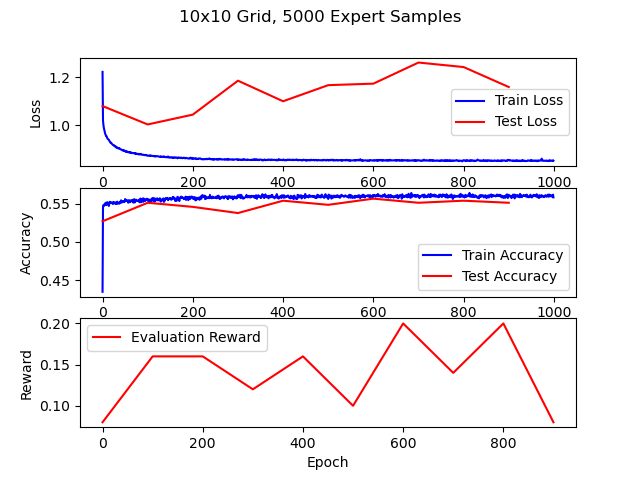 10x10 Grid, 5000 Expert Samples
1.2
1.0
Loss
Train Loss
Test Loss
0 200 400 600 800 1000
0.55
0.50
0.45
Accuracy
Train Accuracy
Test Accuracy
0 200 400 600 800 1000
0.20
0.15
0.10
Reward
Evaluation Reward
0 200 400 600 800
Epoch